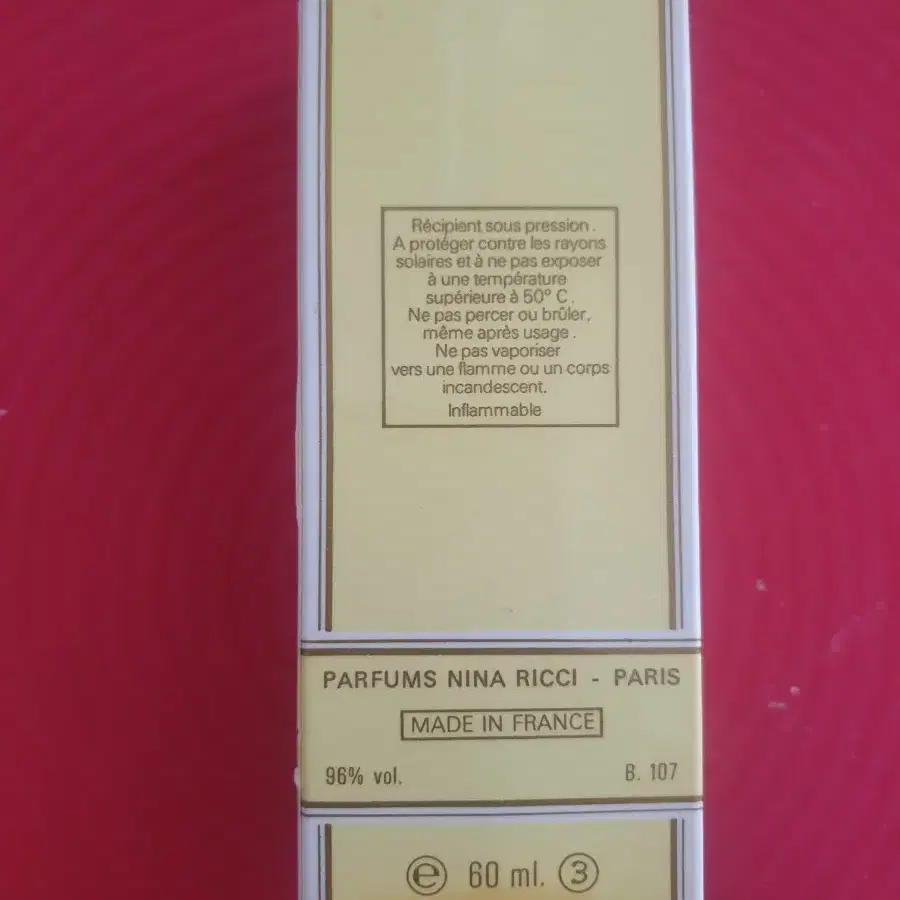 Récipient sous pression.
A protéger contre les rayons
solaires et à ne pas exposer
à une température
supérieure à 50° C.
Ne pas percer ou brûler,
même après usage.
Ne pas vaporiser
vers une flamme ou un corps
incandescent.
Inflammable
PARFUMS NINA RICCI - PARIS
MADE IN FRANCE
96% vol. B. 107
℮ 60 ml. ③